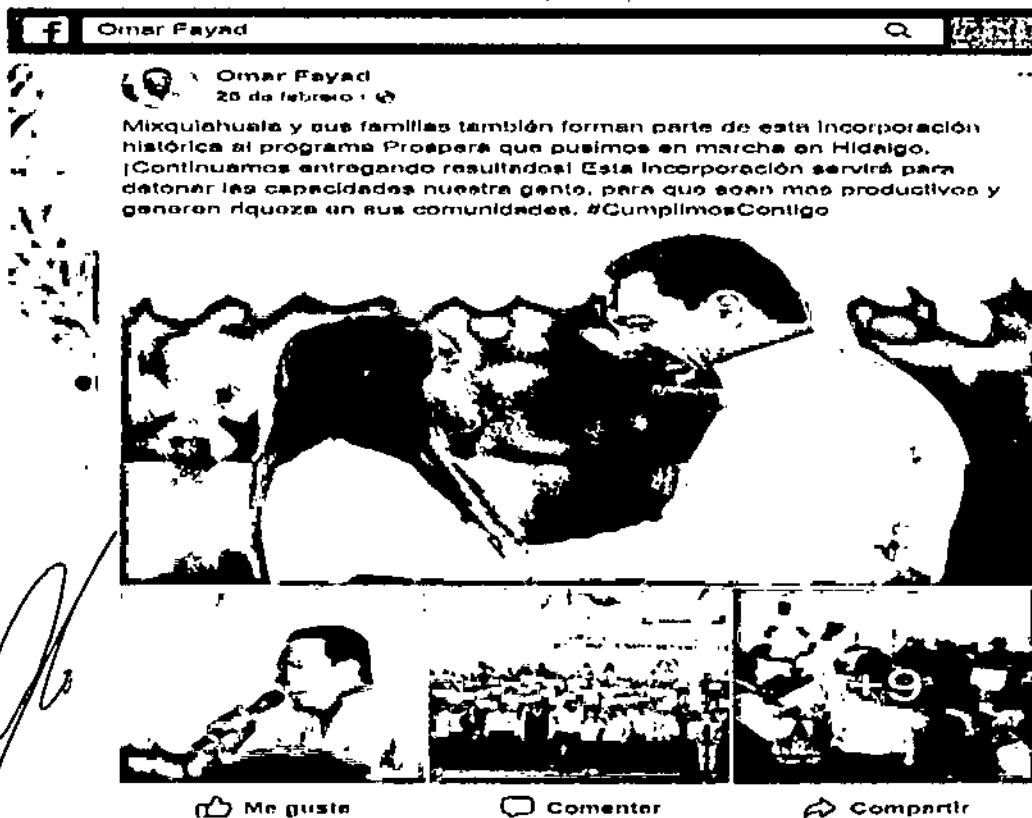 f Omar Fayad
Omar Fayad
26 de febrero ·
Mixquiahuala y sus familias también forman parte de esta incorporación
histórica al programa Prospera que pusimos en marcha en Hidalgo.
¡Continuamos entregando resultados! Esta incorporación servirá para
detonar las capacidades nuestra gente, para que sean mas productivos y
generen riqueza en sus comunidades. #CumplimosContigo
+9
Me gusta Comentar Compartir